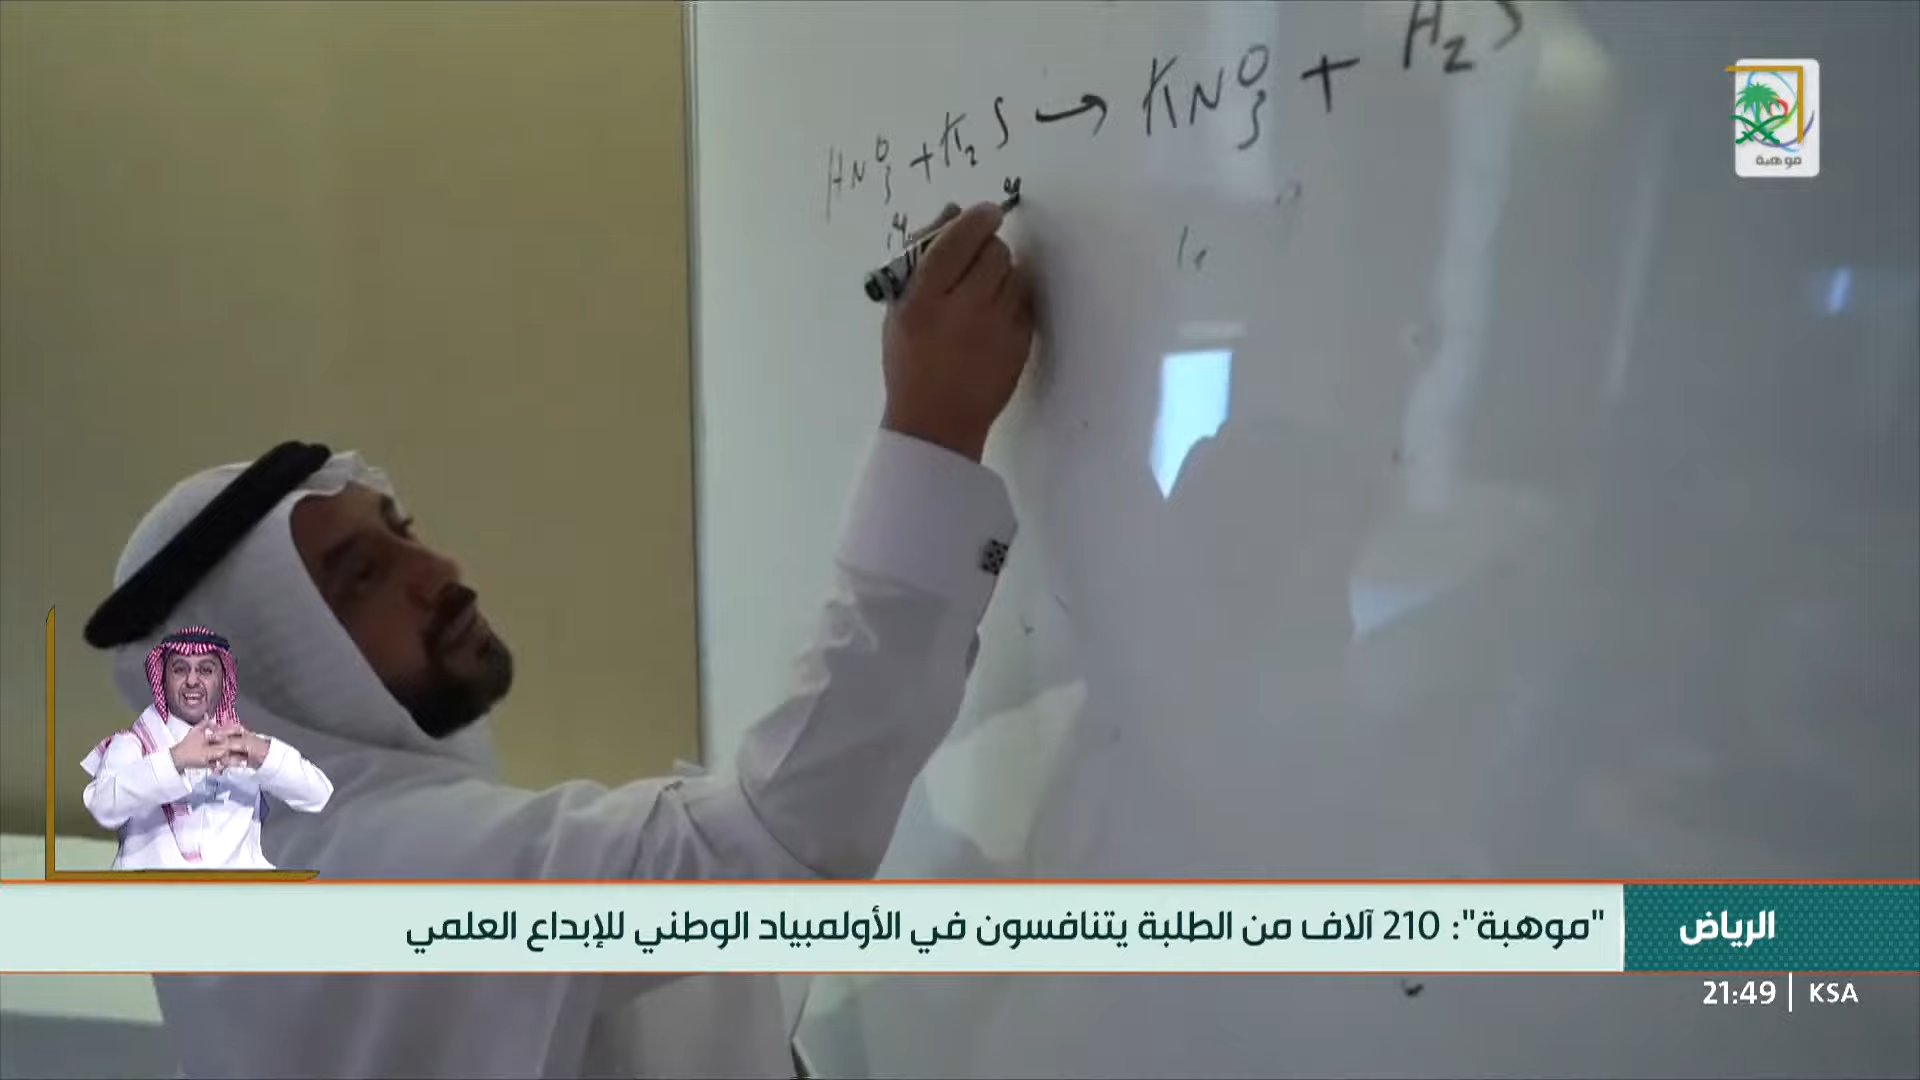 HNO3 + K2S → KNO3 + H2S
موهبة
الرياض
"موهبة": 210 آلاف من الطلبة يتنافسون في الأولمبياد الوطني للإبداع العلمي
21:49 | KSA